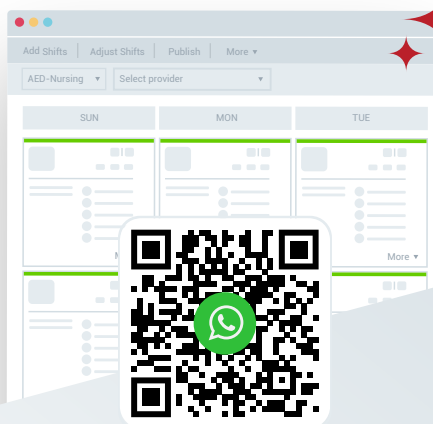 Add Shifts Adjust Shifts Publish More
AED-Nursing Select provider
SUN MON TUE
More